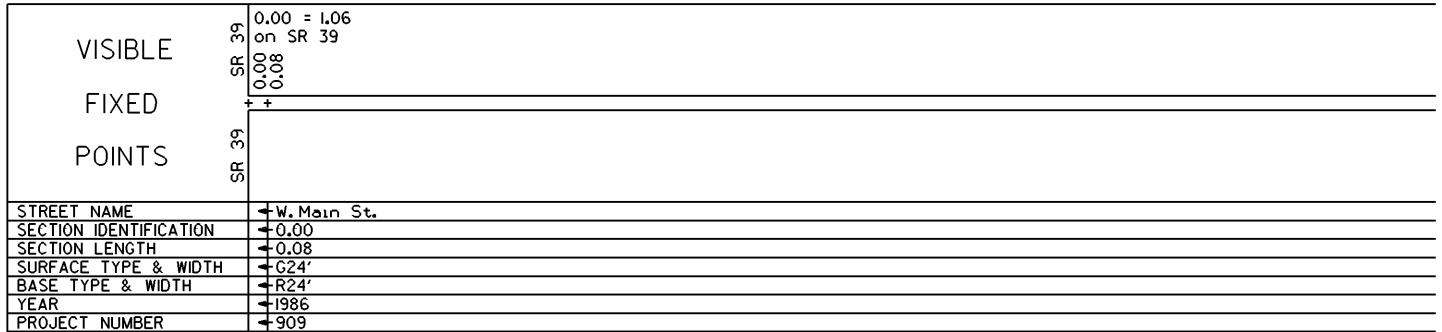 VISIBLE
FIXED
POINTS
SR 39
SR 39
0.00 = 1.06
on SR 39
0.00
0.08
+ +
STREET NAME W. Main St.
SECTION IDENTIFICATION 0.00
SECTION LENGTH 0.08
SURFACE TYPE & WIDTH G24'
BASE TYPE & WIDTH R24'
YEAR 1986
PROJECT NUMBER 909